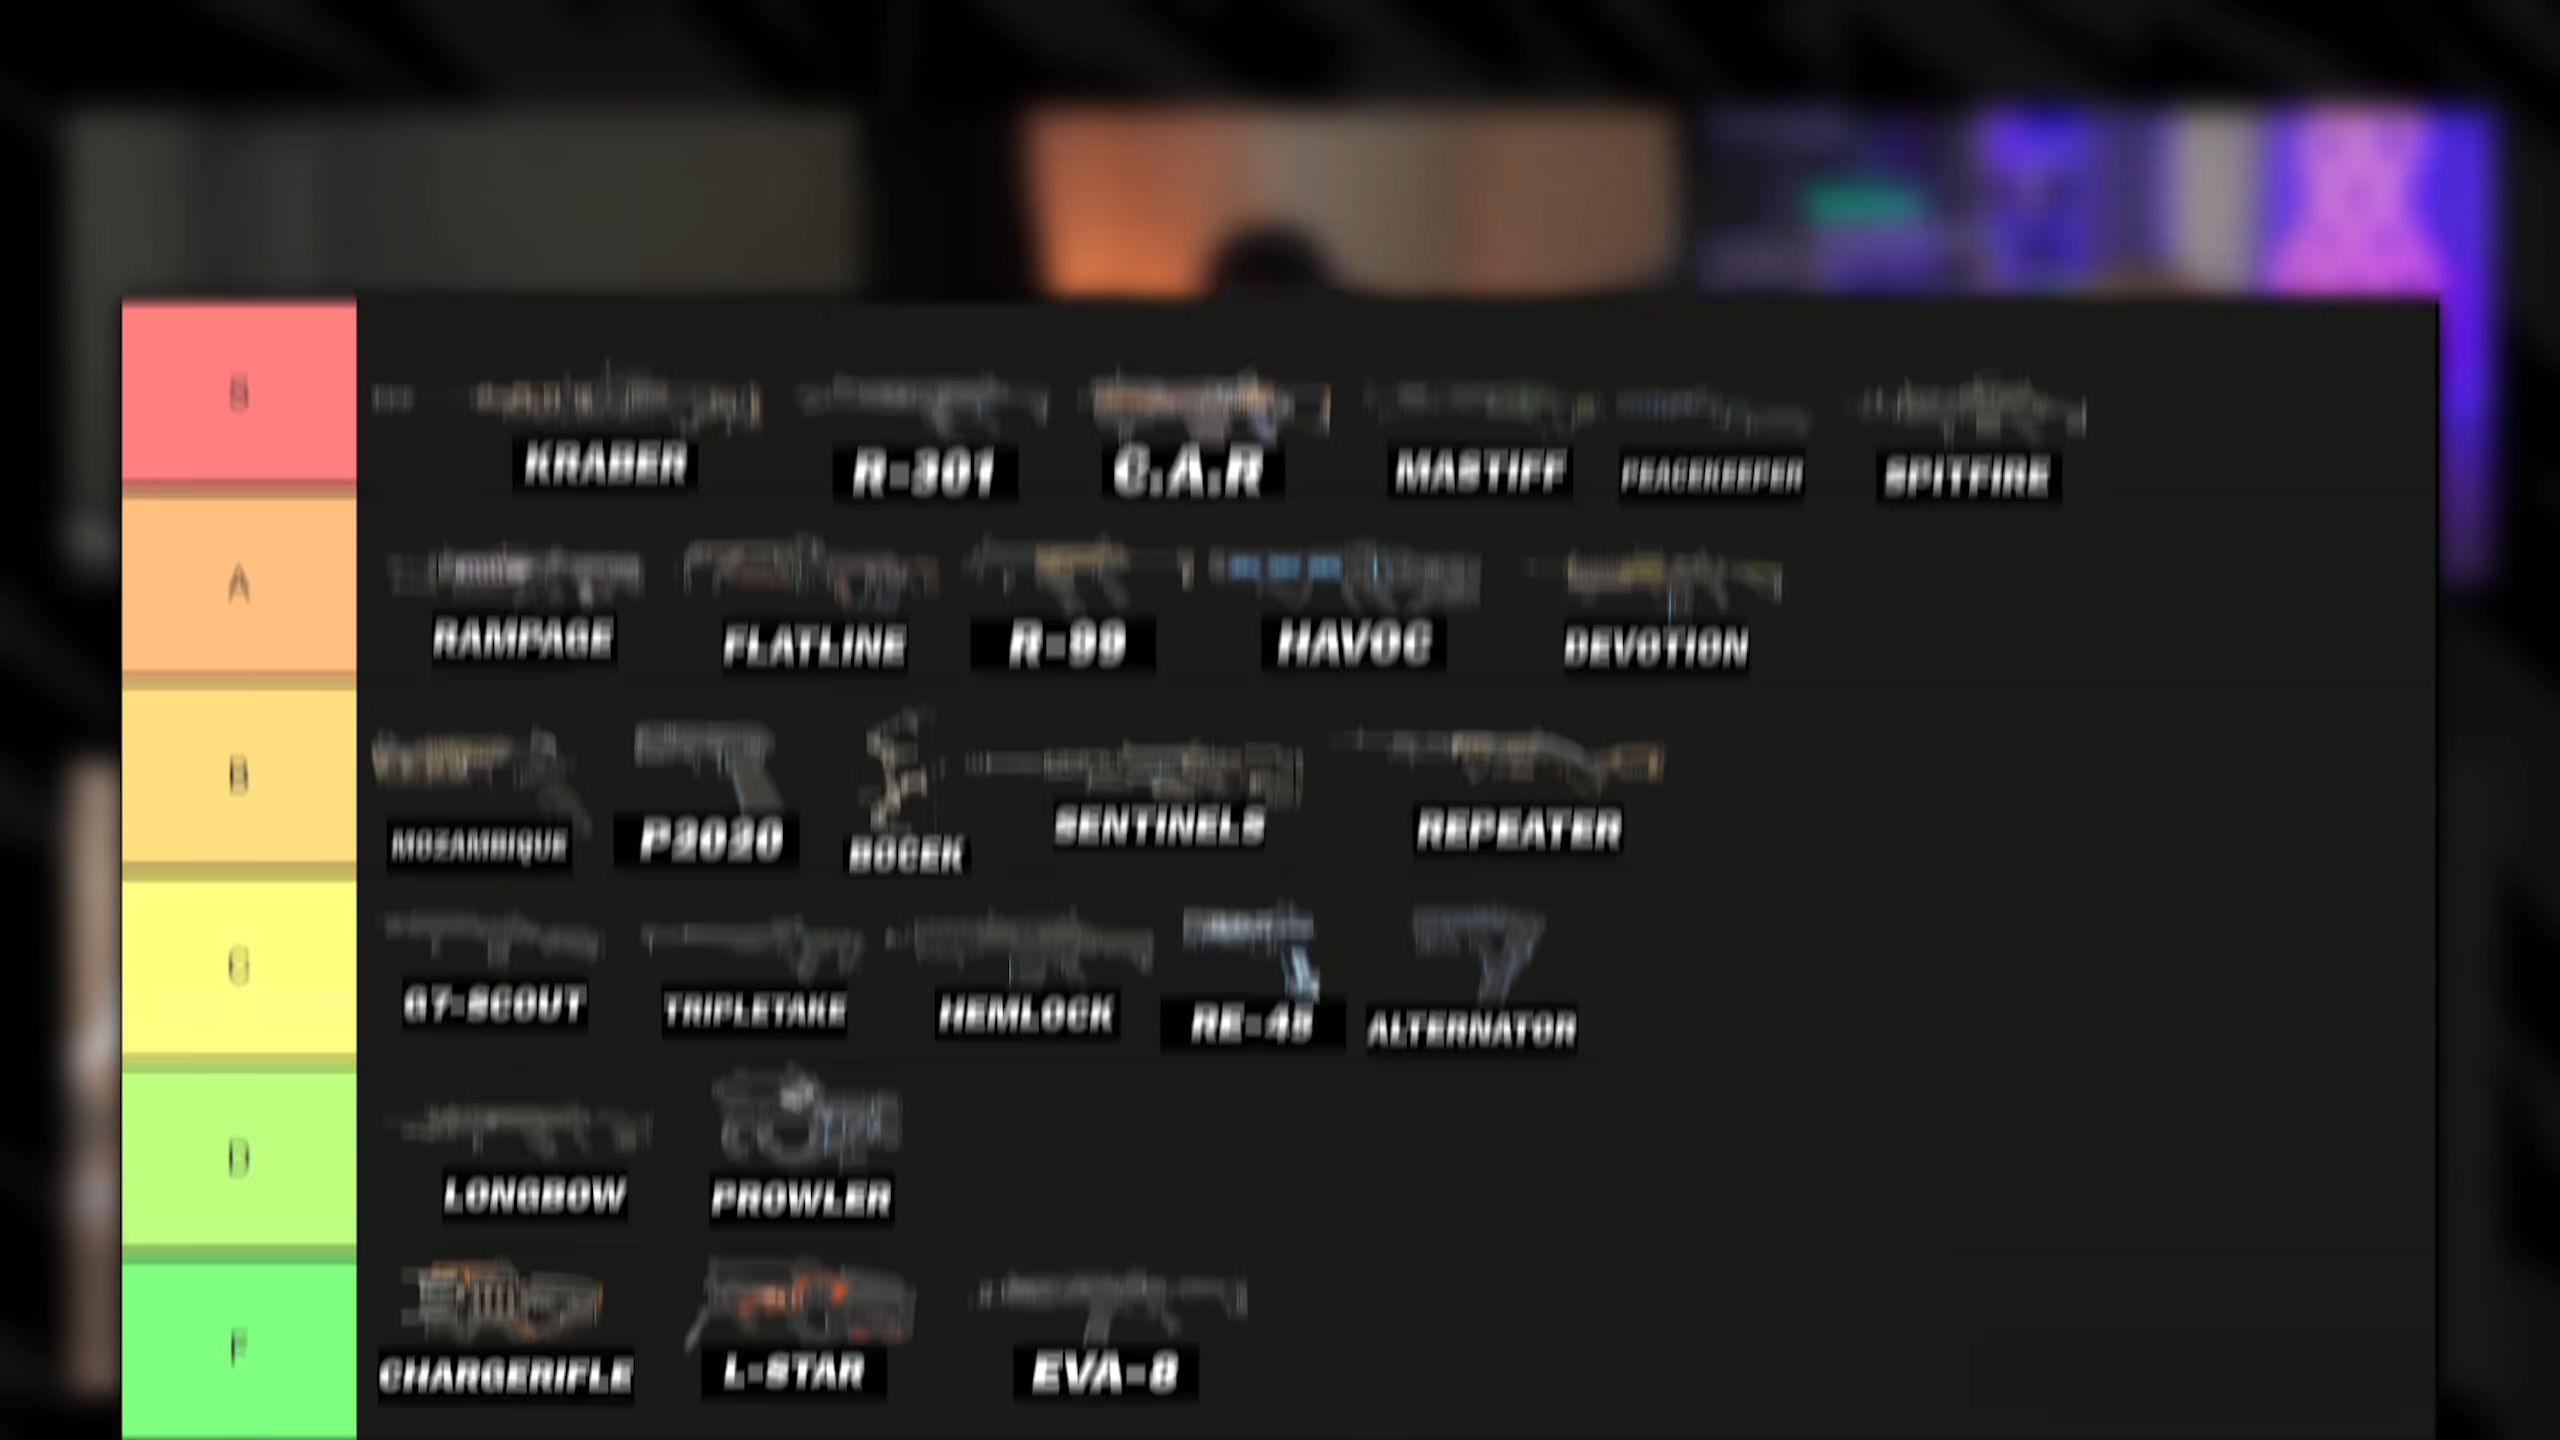 S
KRABER R-301 C.A.R MASTIFF PEACEKEEPER SPITFIRE
A
RAMPAGE FLATLINE R-99 HAVOC DEVOTION
B
MOZAMBIQUE P2020 BOCEK SENTINELS REPEATER
C
G7-SCOUT TRIPLETAKE HEMLOCK RE-45 ALTERNATOR
D
LONGBOW PROWLER
F
CHARGERIFLE L-STAR EVA-8